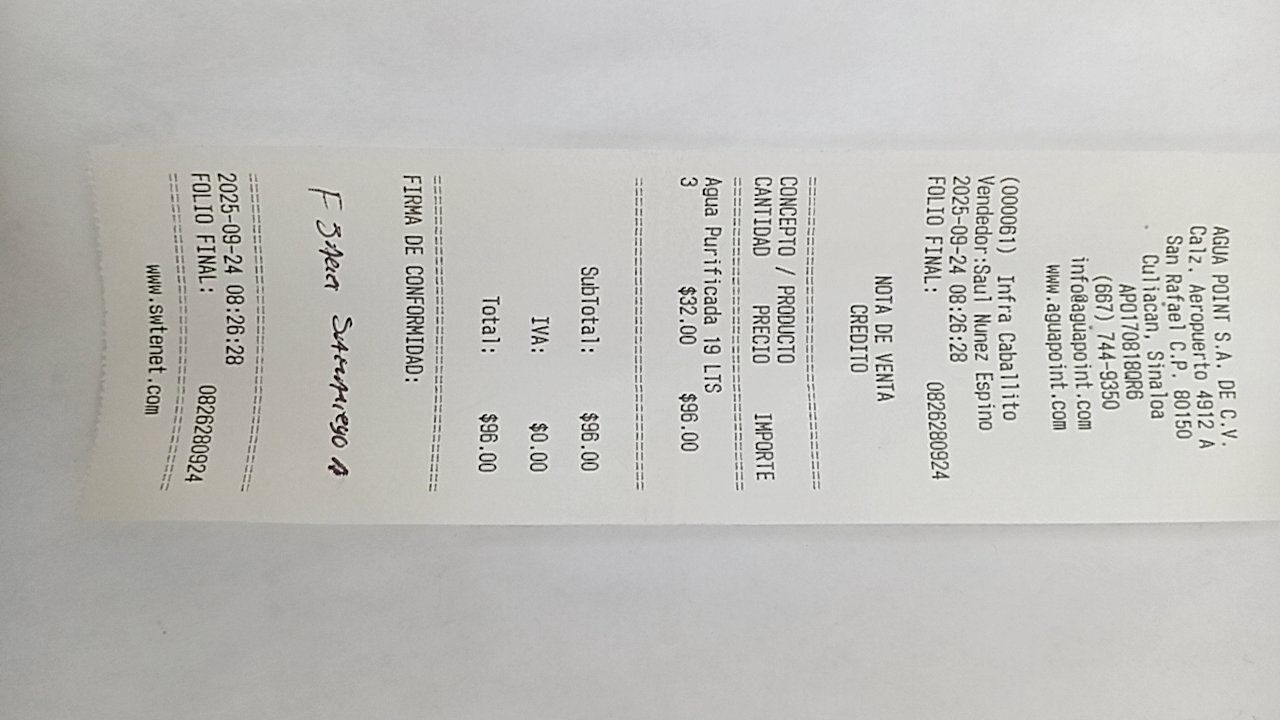 AGUA POINT S.A. DE C.V.
Calz. Aeropuerto 4912 A
San Rafael C.P. 80150
Culiacan, Sinaloa
APO170818QR6
(667) 744-9350
info@aguapoint.com
www.aguapoint.com
(000061) Infra Caballito
Vendedor:Saul Nunez Espino
2025-09-24 08:26:28
FOLIO FINAL: 0826280924
NOTA DE VENTA
CREDITO
================================
CONCEPTO / PRODUCTO
CANTIDAD PRECIO IMPORTE
================================
Agua Purificada 19 LTS
3 $32.00 $96.00
================================
SubTotal: $96.00
IVA: $0.00
Total: $96.00
================================
FIRMA DE CONFORMIDAD:
F
================================
2025-09-24 08:26:28
FOLIO FINAL: 0826280924
================================
www.swtenet.com